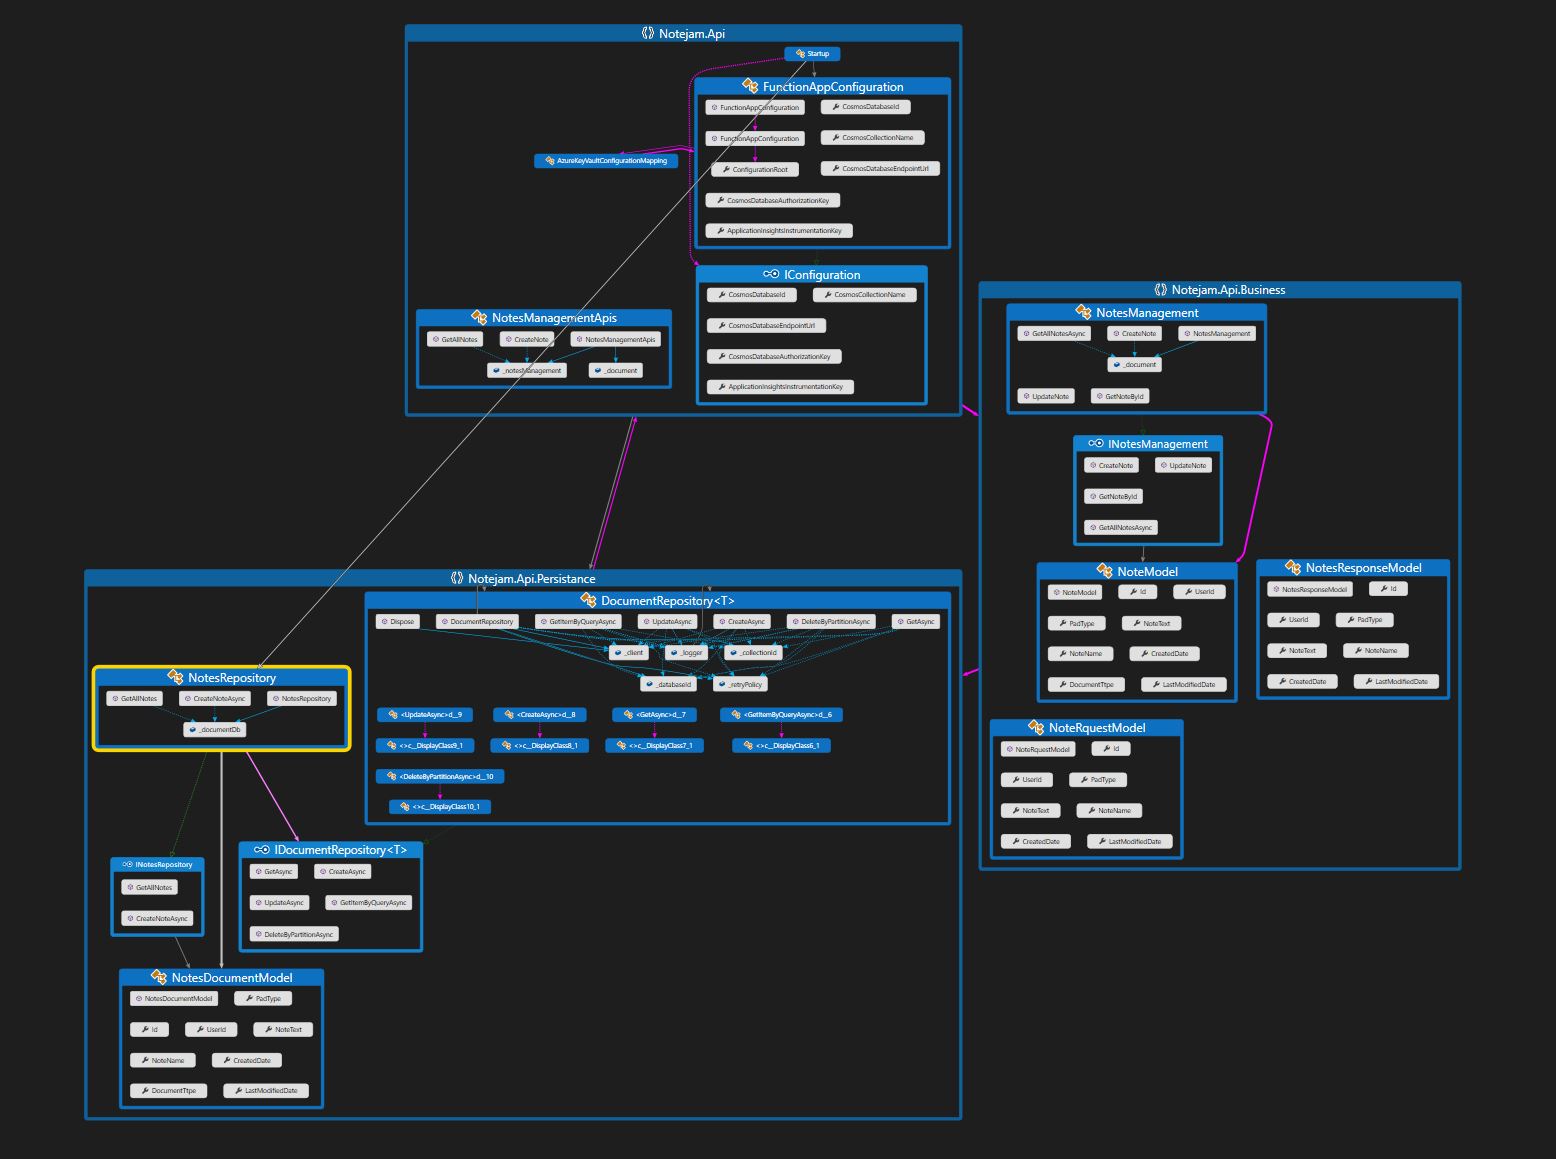 Notejam.Api
Startup
FunctionAppConfiguration
FunctionAppConfiguration
CosmosDatabaseId
FunctionAppConfiguration
CosmosCollectionName
AzureKeyVaultConfigurationMapping
ConfigurationRoot
CosmosDatabaseEndpointUrl
CosmosDatabaseAuthorizationKey
ApplicationInsightsInstrumentationKey
IConfiguration
CosmosDatabaseId
CosmosCollectionName
CosmosDatabaseEndpointUrl
CosmosDatabaseAuthorizationKey
ApplicationInsightsInstrumentationKey
NotesManagementApis
GetAllNotes
CreateNote
NotesManagementApis
_notesManagement
_document
Notejam.Api.Business
NotesManagement
GetAllNotesAsync
CreateNote
NotesManagement
_document
UpdateNote
GetNoteById
INotesManagement
CreateNote
UpdateNote
GetNoteById
GetAllNotesAsync
NoteModel
NoteModel
Id
UserId
PadType
NoteText
NoteName
CreatedDate
DocumentTtpe
LastModifiedDate
NotesResponseModel
NotesResponseModel
Id
UserId
PadType
NoteText
NoteName
CreatedDate
LastModifiedDate
NoteRquestModel
NoteRquestModel
Id
UserId
PadType
NoteText
NoteName
CreatedDate
LastModifiedDate
Notejam.Api.Persistance
DocumentRepository<T>
Dispose
DocumentRepository
GetItemByQueryAsync
UpdateAsync
CreateAsync
DeleteByPartitionAsync
GetAsync
_client
_logger
_collectionId
_databaseId
_retryPolicy
<UpdateAsync>d__9
<CreateAsync>d__8
<GetAsync>d__7
<GetItemByQueryAsync>d__6
<>c__DisplayClass9_1
<>c__DisplayClass8_1
<>c__DisplayClass7_1
<>c__DisplayClass6_1
<DeleteByPartitionAsync>d__10
<>c__DisplayClass10_1
NotesRepository
GetAllNotes
CreateNoteAsync
NotesRepository
_documentDb
INotesRepository
GetAllNotes
CreateNoteAsync
IDocumentRepository<T>
GetAsync
CreateAsync
UpdateAsync
GetItemByQueryAsync
DeleteByPartitionAsync
NotesDocumentModel
NotesDocumentModel
PadType
Id
UserId
NoteText
NoteName
CreatedDate
DocumentTtpe
LastModifiedDate